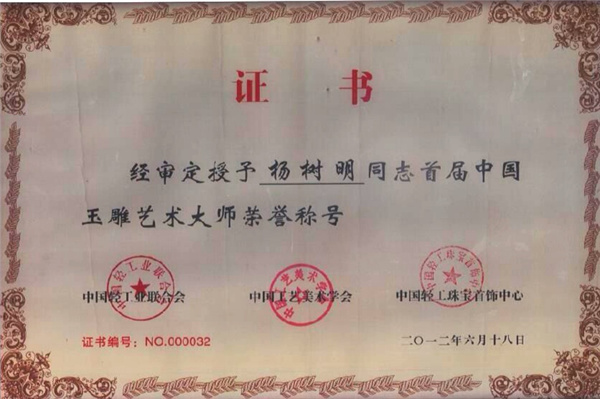 证书
经审定授予杨树明同志首届中国
玉雕艺术大师荣誉称号
中国轻工业联合会
中国工艺美术学会
中国轻工珠宝首饰中心
证书编号：NO.000032
二〇一二年六月十八日